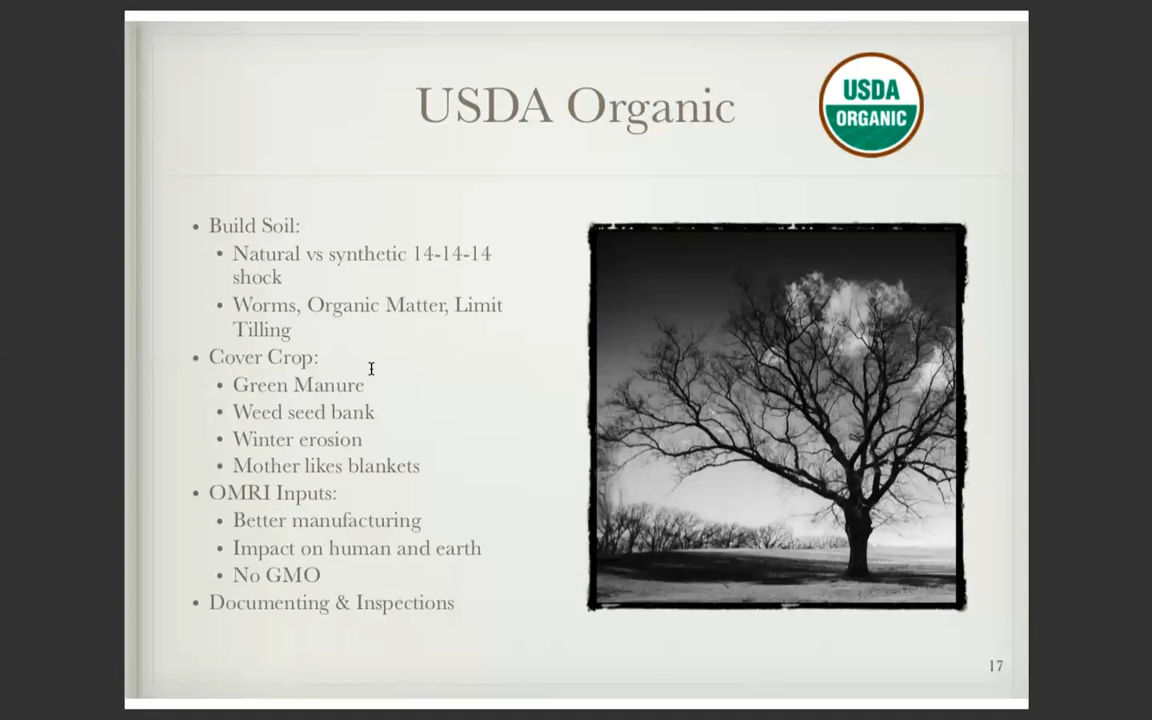 USDA Organic
USDA
ORGANIC
• Build Soil:
• Natural vs synthetic 14-14-14
shock
• Worms, Organic Matter, Limit
Tilling
• Cover Crop:
• Green Manure
• Weed seed bank
• Winter erosion
• Mother likes blankets
• OMRI Inputs:
• Better manufacturing
• Impact on human and earth
• No GMO
• Documenting & Inspections
17